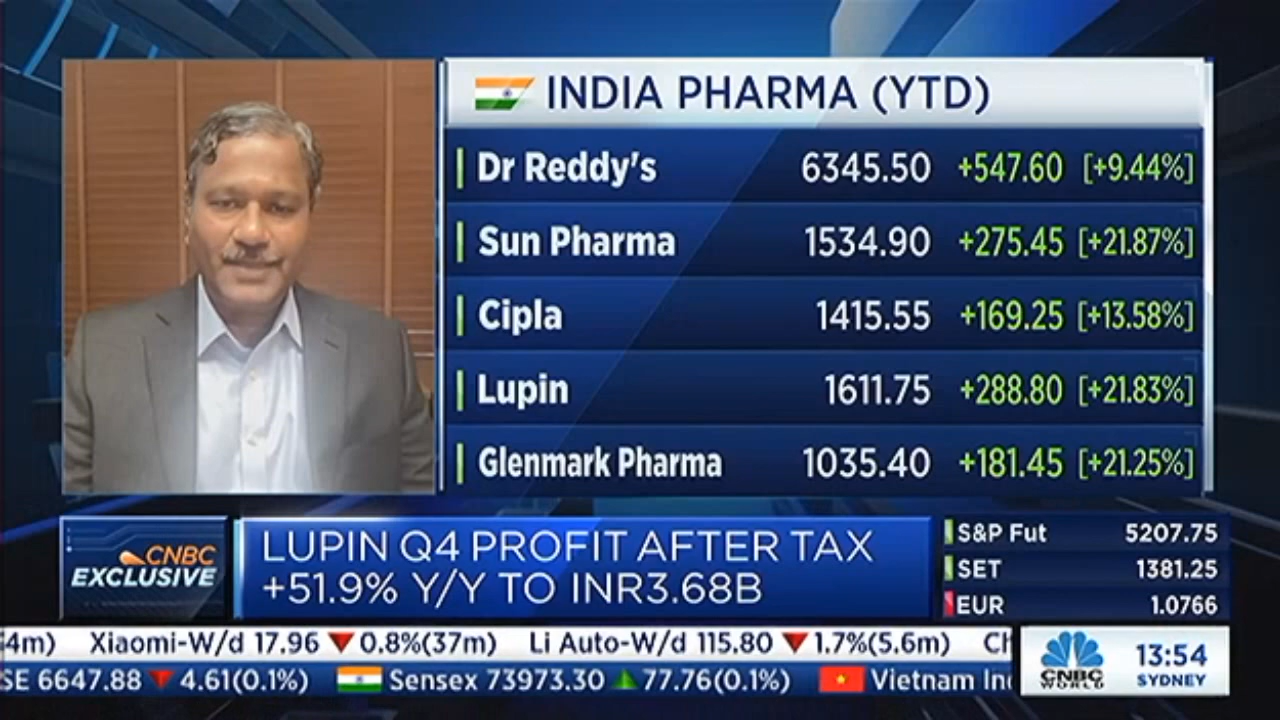 INDIA PHARMA (YTD)
Dr Reddy's 6345.50 +547.60 [+9.44%]
Sun Pharma 1534.90 +275.45 [+21.87%]
Cipla 1415.55 +169.25 [+13.58%]
Lupin 1611.75 +288.80 [+21.83%]
Glenmark Pharma 1035.40 +181.45 [+21.25%]
CNBC
EXCLUSIVE
LUPIN Q4 PROFIT AFTER TAX
+51.9% Y/Y TO INR3.68B
S&P Fut 5207.75
SET 1381.25
EUR 1.0766
4m) Xiaomi-W/d 17.96 ▼ 0.8%(37m) Li Auto-W/d 115.80 ▼ 1.7%(5.6m) Ch
SE 6647.88 ▼ 4.61(0.1%) Sensex 73973.30 ▲ 77.76(0.1%) Vietnam In
CNBC
WORLD
13:54
SYDNEY